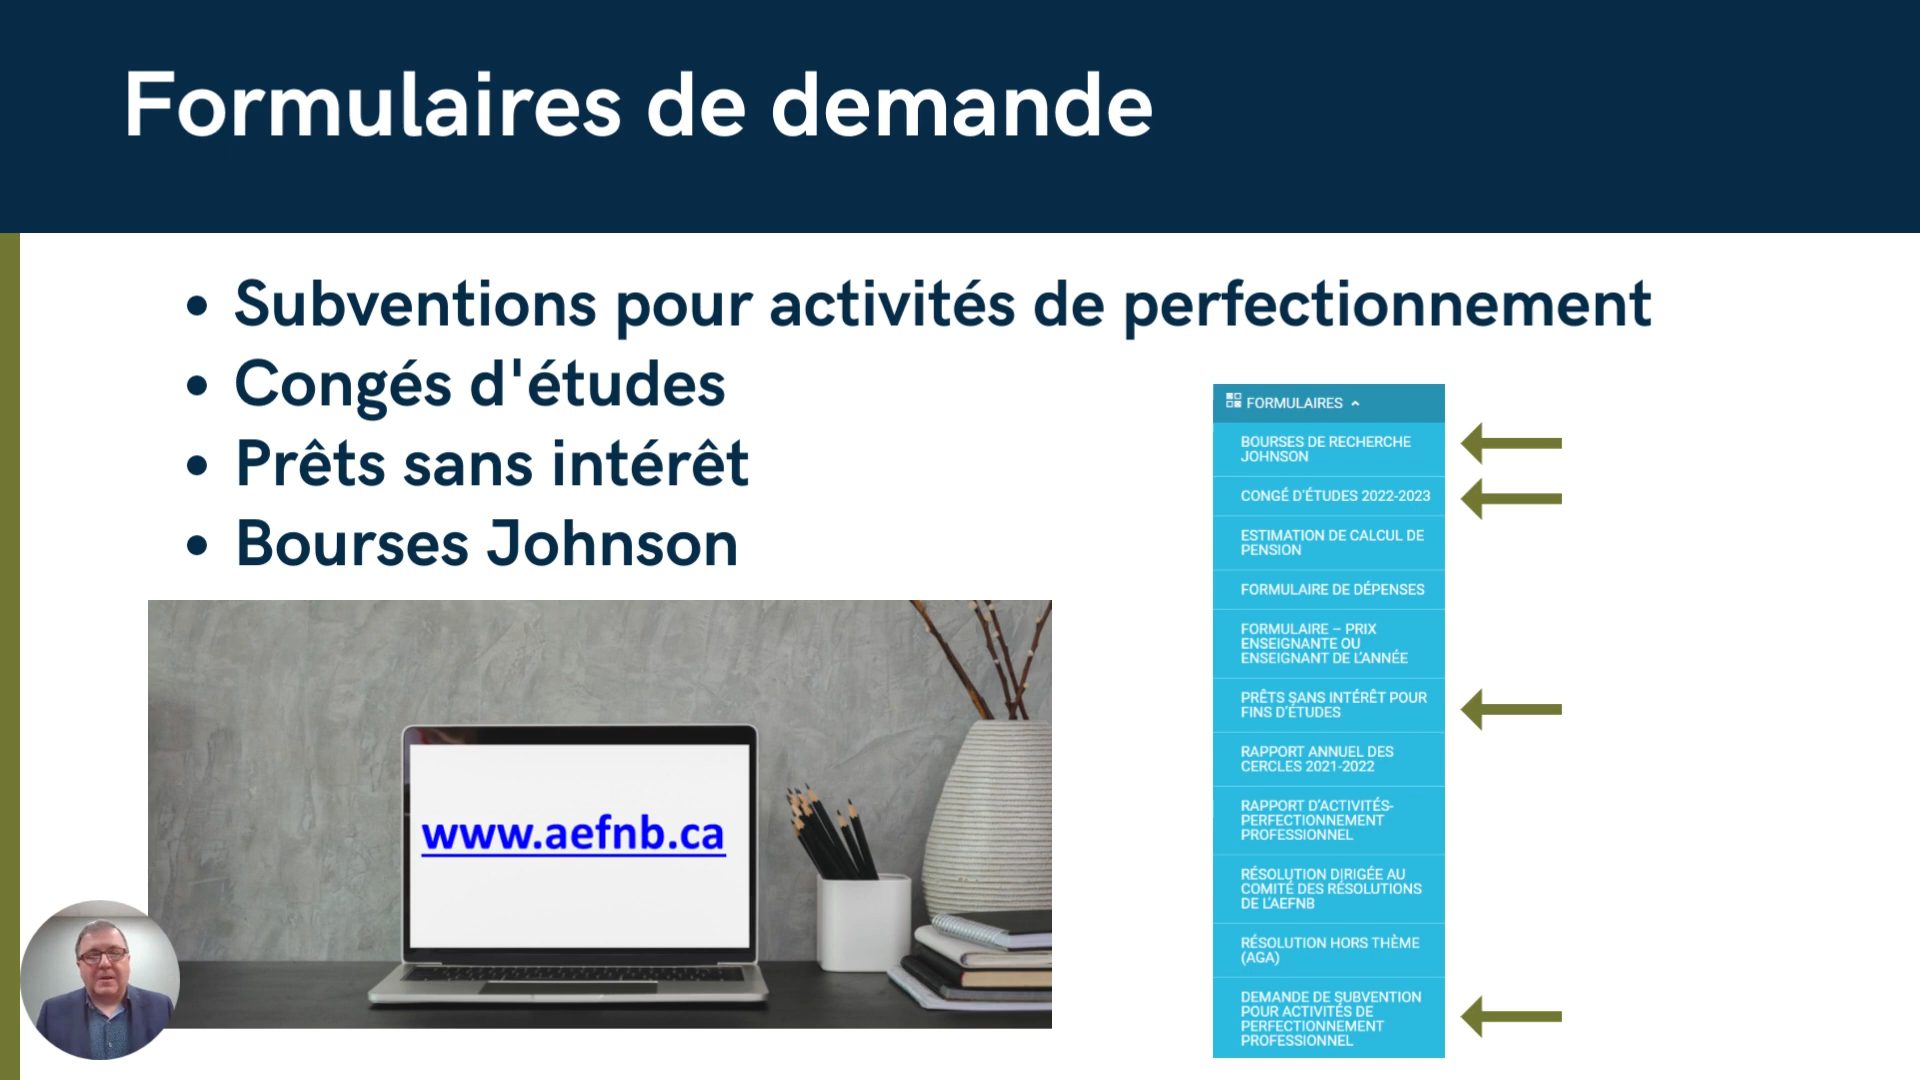 Formulaires de demande
• Subventions pour activités de perfectionnement
• Congés d'études
• Prêts sans intérêt
• Bourses Johnson
www.aefnb.ca
FORMULAIRES
BOURSES DE RECHERCHE
JOHNSON
CONGÉ D'ÉTUDES 2022-2023
ESTIMATION DE CALCUL DE
PENSION
FORMULAIRE DE DÉPENSES
FORMULAIRE – PRIX
ENSEIGNANTE OU
ENSEIGNANT DE L'ANNÉE
PRÊTS SANS INTÉRÊT POUR
FINS D'ÉTUDES
RAPPORT ANNUEL DES
CERCLES 2021-2022
RAPPORT D'ACTIVITÉS-
PERFECTIONNEMENT
PROFESSIONNEL
RÉSOLUTION DIRIGÉE AU
COMITÉ DES RÉSOLUTIONS
DE L'AEFNB
RÉSOLUTION HORS THÈME
(AGA)
DEMANDE DE SUBVENTION
POUR ACTIVITÉS DE
PERFECTIONNEMENT
PROFESSIONNEL